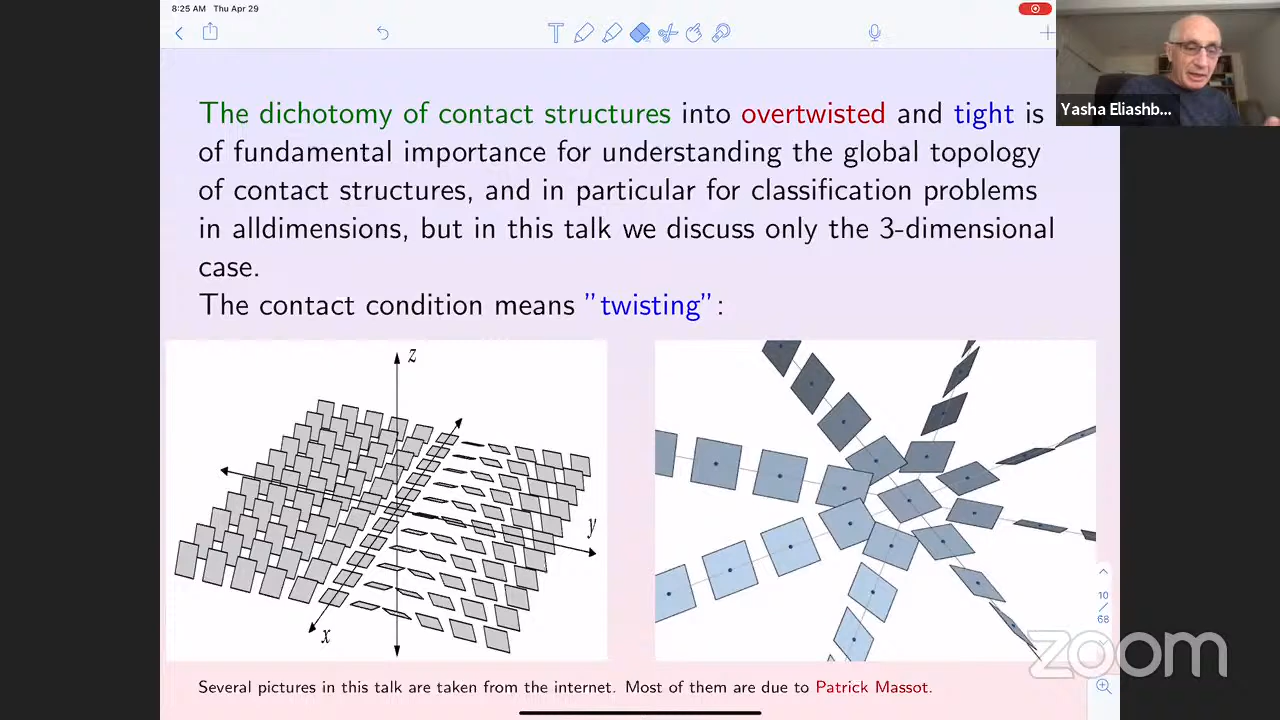 8:25 AM Thu Apr 29
Yasha Eliashb...
The dichotomy of contact structures into overtwisted and tight is
of fundamental importance for understanding the global topology
of contact structures, and in particular for classification problems
in alldimensions, but in this talk we discuss only the 3-dimensional
case.
The contact condition means ”twisting”:
z
y
x
10
/
68
zoom
Several pictures in this talk are taken from the internet. Most of them are due to Patrick Massot.